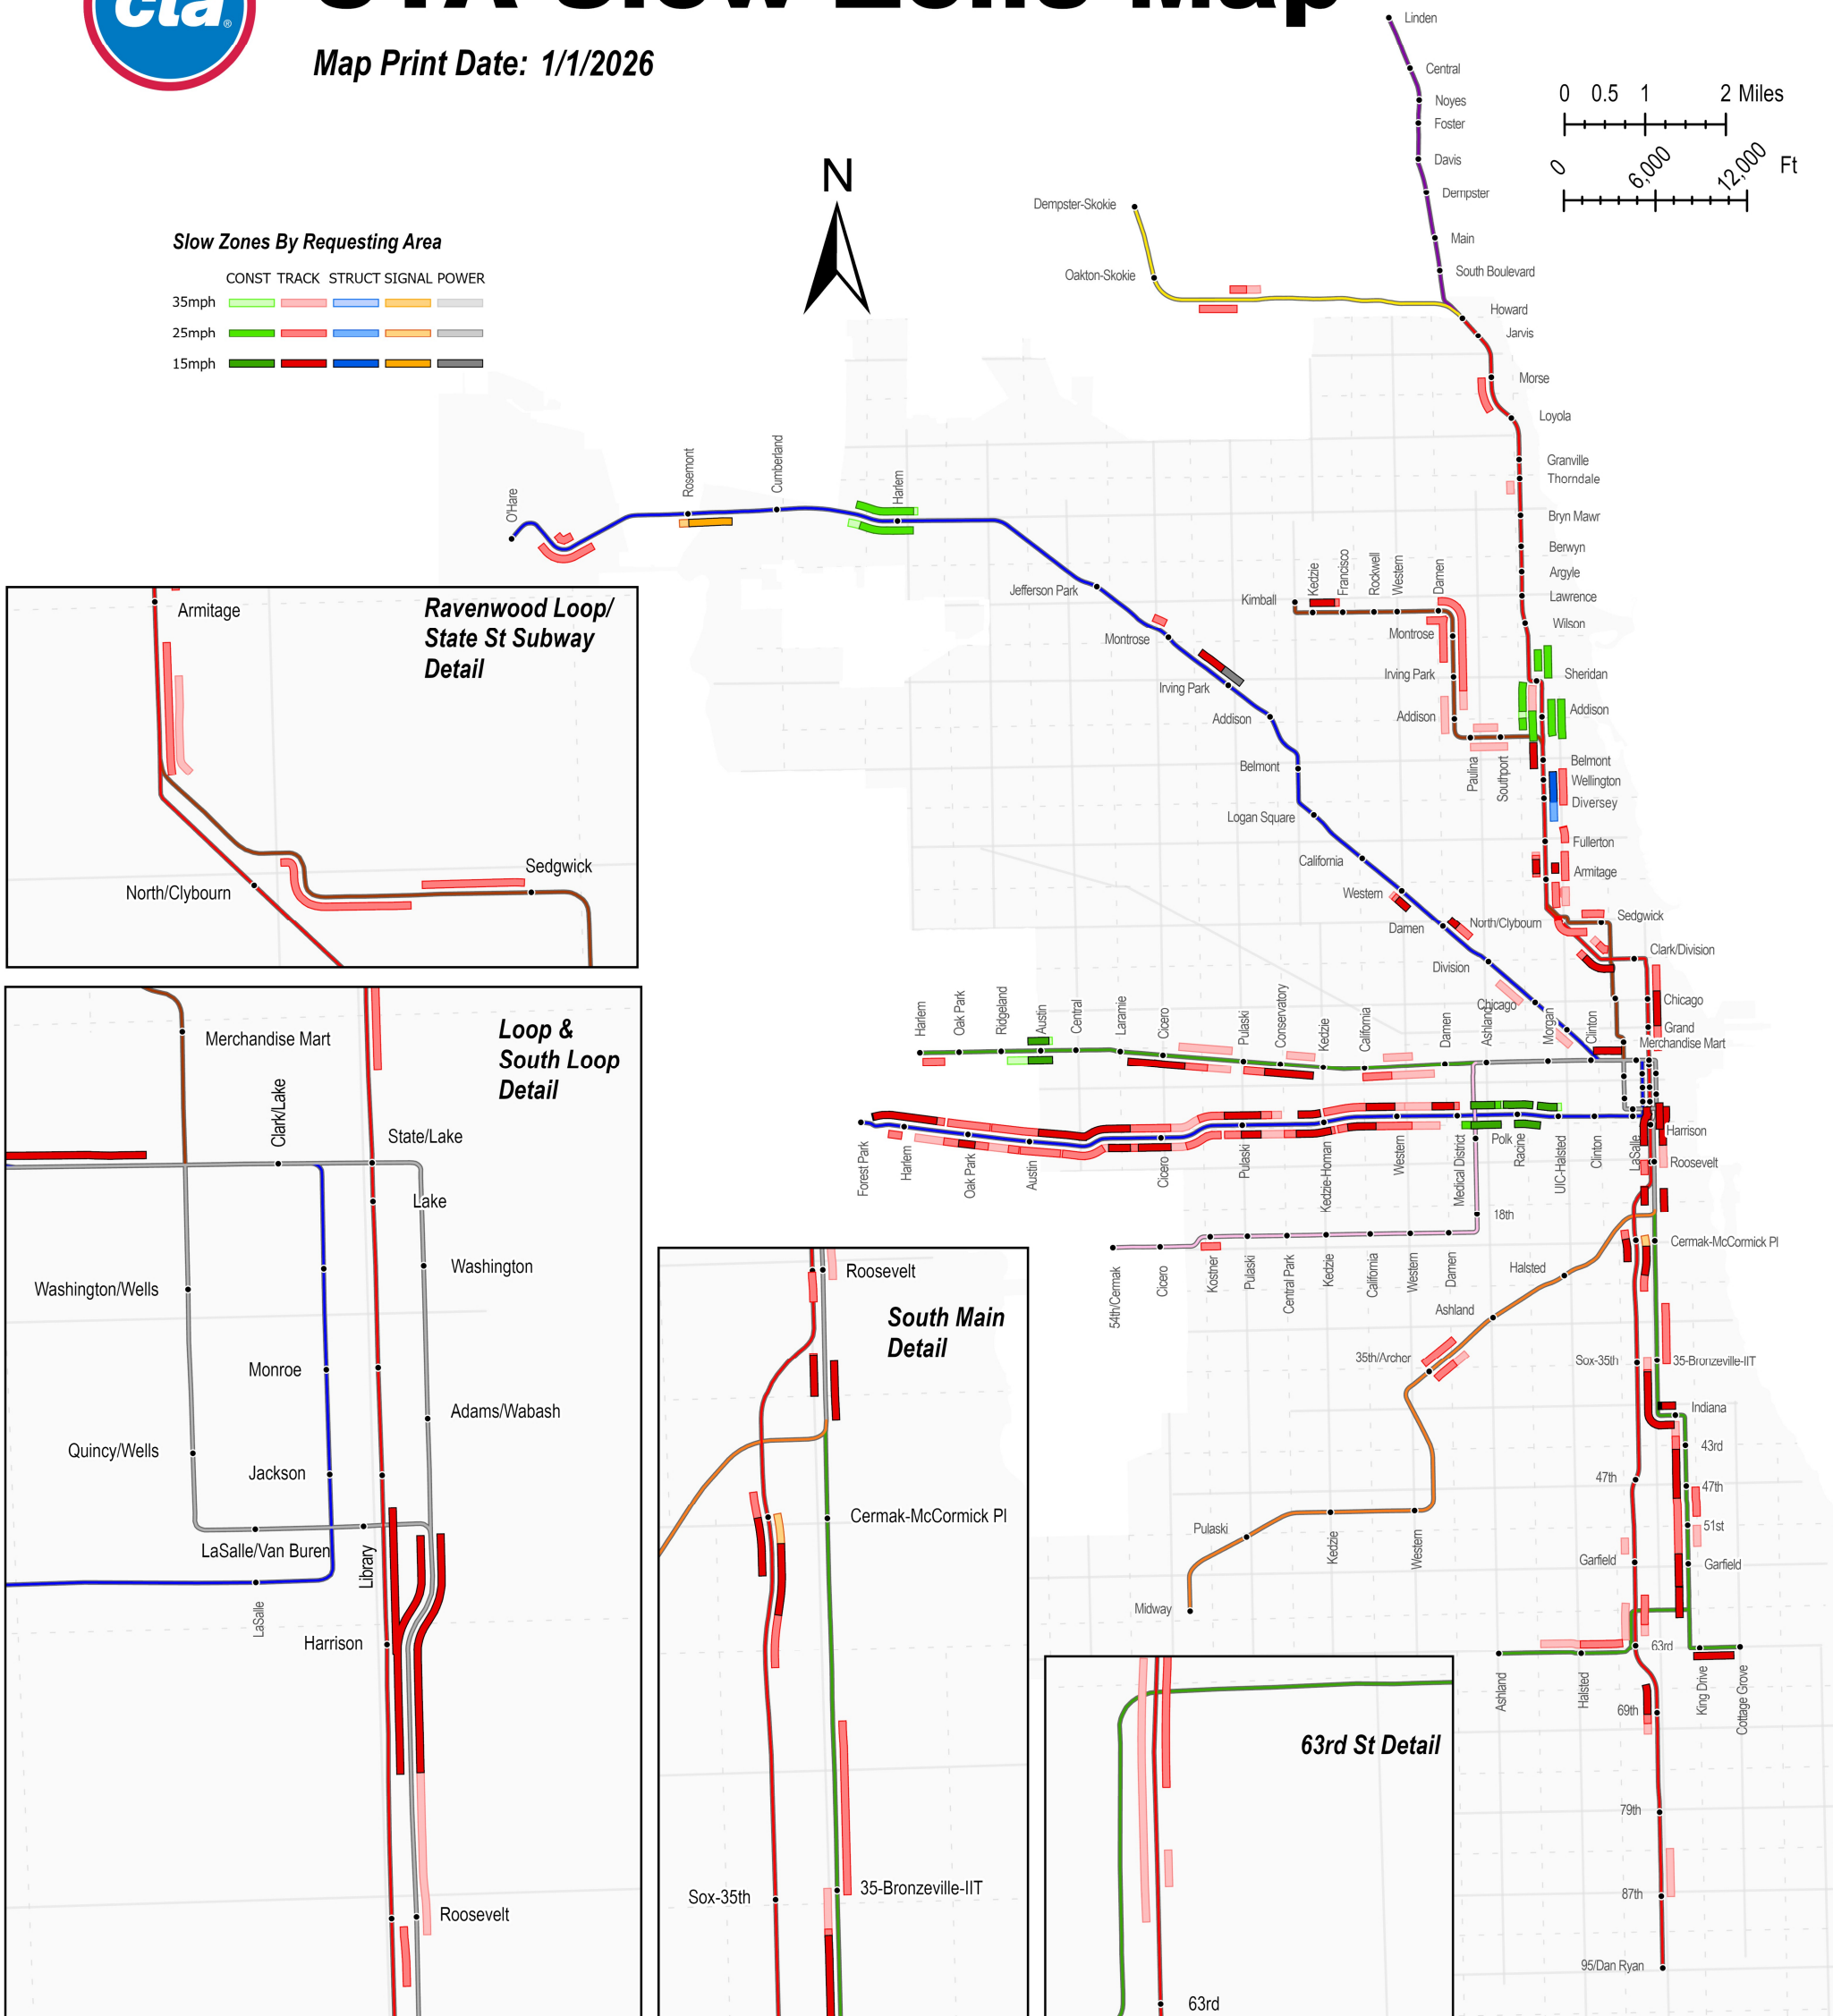 cta®
CTA Slow Zone Map
Map Print Date: 1/1/2026
Slow Zones By Requesting Area
CONST TRACK STRUCT SIGNAL POWER
35mph
25mph
15mph
N
0 0.5 1 2 Miles
0 6,000 12,000 Ft
Linden
Central
Noyes
Foster
Davis
Dempster
Main
South Boulevard
Howard
Dempster-Skokie
Oakton-Skokie
Jarvis
Morse
Loyola
Granville
Thorndale
Bryn Mawr
Berwyn
Argyle
Lawrence
Wilson
Sheridan
Addison
Belmont
Wellington
Diversey
Fullerton
Armitage
Sedgwick
North/Clybourn
Clark/Division
Chicago
Grand
Merchandise Mart
O'Hare
Rosemont
Cumberland
Harlem
Jefferson Park
Montrose
Irving Park
Addison
Belmont
Logan Square
California
Western
Damen
Division
Chicago
Kimball
Kedzie
Francisco
Rockwell
Western
Damen
Montrose
Irving Park
Addison
Paulina
Southport
Harlem
Oak Park
Ridgeland
Austin
Central
Laramie
Cicero
Pulaski
Conservatory
Kedzie
California
Damen
Ashland
Morgan
Clinton
Forest Park
Harlem
Oak Park
Austin
Cicero
Pulaski
Kedzie-Homan
Western
Medical District
Polk
Racine
UIC-Halsted
Clinton
LaSalle
Harrison
Roosevelt
18th
54th/Cermak
Cicero
Kostner
Pulaski
Central Park
Kedzie
California
Western
Damen
Cermak-McCormick Pl
Halsted
Ashland
35th/Archer
Sox-35th
35-Bronzeville-IIT
Indiana
43rd
47th
47th
51st
Garfield
Garfield
Pulaski
Kedzie
Western
Midway
63rd
Ashland
Halsted
King Drive
Cottage Grove
69th
79th
87th
95/Dan Ryan
Ravenwood Loop/
State St Subway
Detail
Armitage
North/Clybourn
Sedgwick
Loop &
South Loop
Detail
Merchandise Mart
Clark/Lake
State/Lake
Lake
Washington
Washington/Wells
Monroe
Adams/Wabash
Quincy/Wells
Jackson
LaSalle/Van Buren
Library
LaSalle
Harrison
Roosevelt
South Main
Detail
Roosevelt
Cermak-McCormick Pl
Sox-35th
35-Bronzeville-IIT
63rd St Detail
63rd